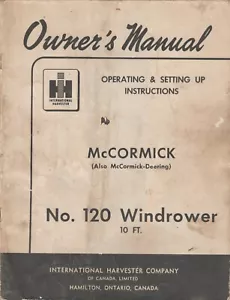 Owner's Manual
OPERATING & SETTING UP
INSTRUCTIONS
IH
INTERNATIONAL
HARVESTER
McCORMICK
(Also McCormick-Deering)
No. 120 Windrower
10 FT.
INTERNATIONAL HARVESTER COMPANY
OF CANADA, LIMITED
HAMILTON, ONTARIO, CANADA